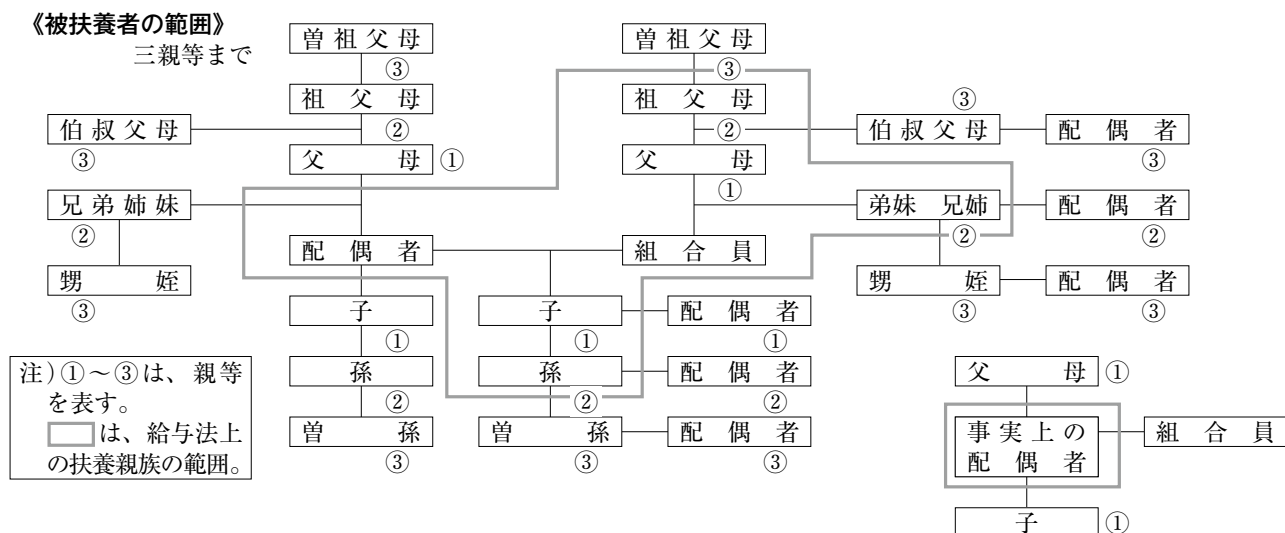 《被扶養者の範囲》
三親等まで
曽祖父母
③
曽祖父母
③
祖父母
②
祖父母
②
③
伯叔父母
③
伯叔父母
配偶者
③
父母
①
父母
①
兄弟姉妹
②
弟妹 兄姉
②
配偶者
②
配偶者
組合員
甥姪
③
甥姪
③
配偶者
③
子
①
子
①
配偶者
①
孫
②
孫
②
配偶者
②
曽孫
③
曽孫
③
配偶者
③
注)①～③は、親等
を表す。
は、給与法上
の扶養親族の範囲。
父母
①
事実上の
配偶者
組合員
子
①